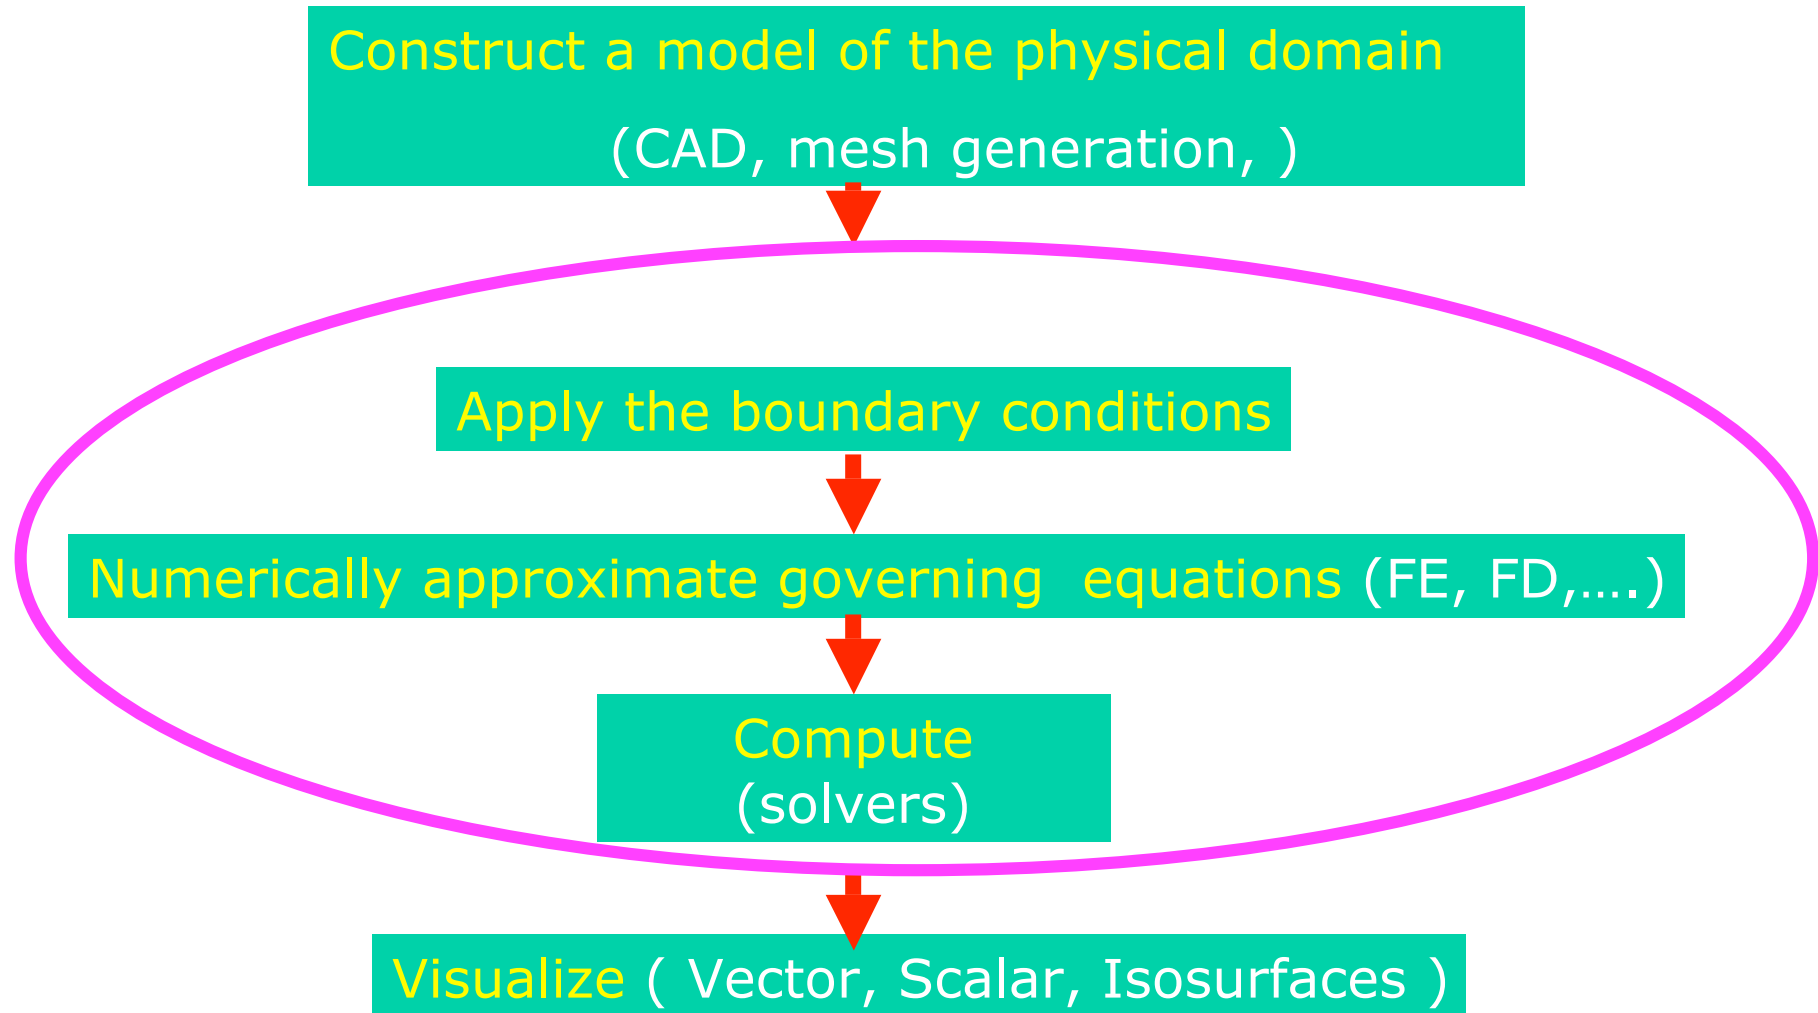 Construct a model of the physical domain
(CAD, mesh generation, )
Apply the boundary conditions
Numerically approximate governing  equations (FE, FD,….)
Compute
(solvers)
Visualize ( Vector, Scalar, Isosurfaces )